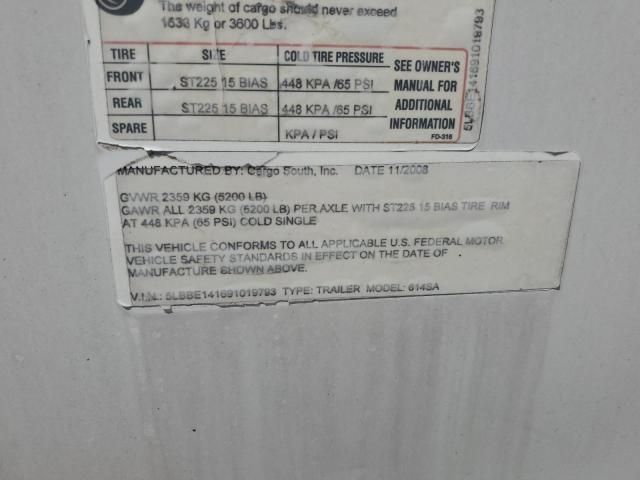 The weight of cargo should never exceed
1633 Kg or 3600 Lbs.
TIRE SIZE COLD TIRE PRESSURE SEE OWNER'S MANUAL FOR ADDITIONAL INFORMATION
FRONT ST225 15 BIAS 448 KPA /65 PSI
REAR ST225 15 BIAS 448 KPA /65 PSI
SPARE KPA / PSI
FD-316
5LBBE141691019793
MANUFACTURED BY: Cargo South, Inc. DATE 11/2008
GVWR 2359 KG (5200 LB)
GAWR ALL 2359 KG (5200 LB) PER AXLE WITH ST225 15 BIAS TIRE RIM
AT 448 KPA (65 PSI) COLD SINGLE
THIS VEHICLE CONFORMS TO ALL APPLICABLE U.S. FEDERAL MOTOR
VEHICLE SAFETY STANDARDS IN EFFECT ON THE DATE OF
MANUFACTURE SHOWN ABOVE.
V.I.N.: 5LBBE141691019793 TYPE: TRAILER MODEL: 614SA